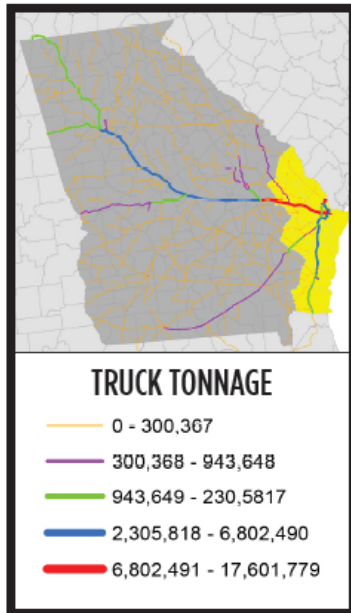 TRUCK TONNAGE
0 - 300,367
300,368 - 943,648
943,649 - 230,5817
2,305,818 - 6,802,490
6,802,491 - 17,601,779